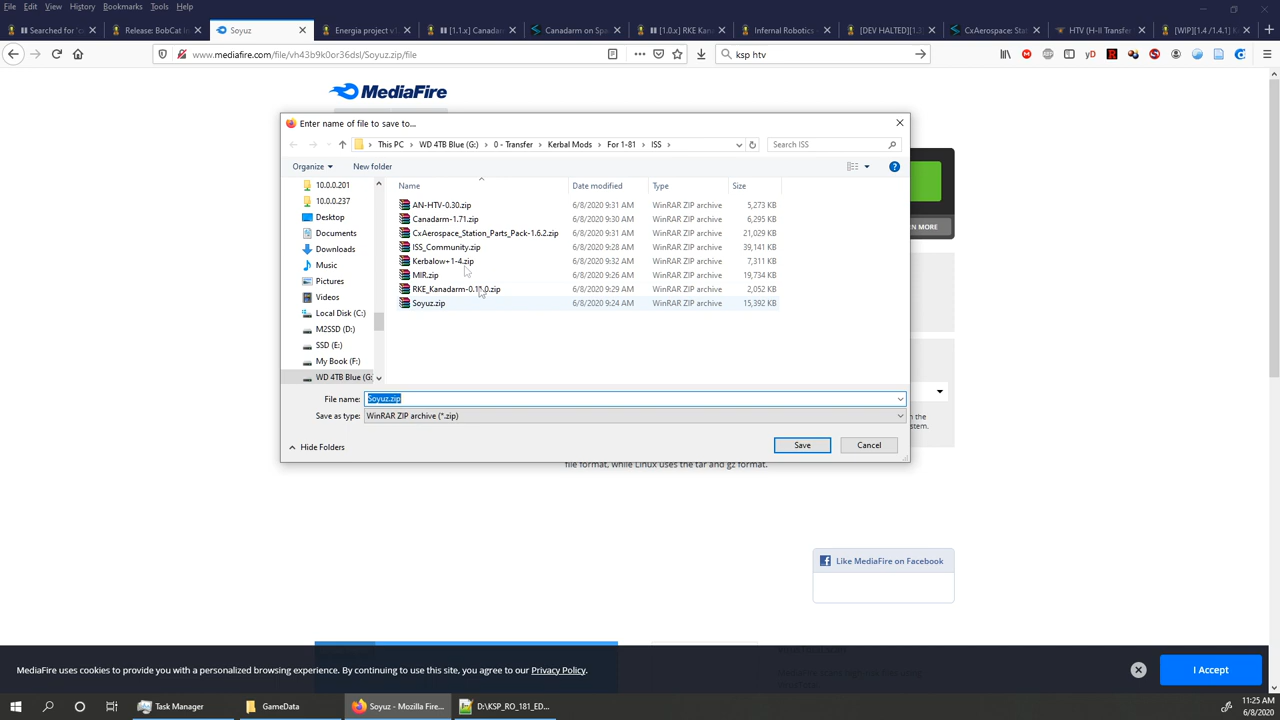 File Edit View History Bookmarks Tools Help
Searched for 'c
Release: BobCat In
Soyuz
Energia project v1.
[1.1.x] Canadarm
Canadarm on Spa
[1.0.x] RKE Kana
Infernal Robotics
[DEV HALTED][1.3
CxAerospace: Stat
HTV (H-II Transfer
[WIP][1.4 /1.4.1] K
www.mediafire.com/file/vh43b9k0or36dsl/Soyuz.zip/file
ksp htv
MediaFire
Enter name of file to save to...
This PC > WD 4TB Blue (G:) > 0 - Transfer > Kerbal Mods > For 1-81 > ISS >
Search ISS
Organize
New folder
10.0.0.201
10.0.0.237
Desktop
Documents
Downloads
Music
Pictures
Videos
Local Disk (C:)
M2SSD (D:)
SSD (E:)
My Book (F:)
WD 4TB Blue (G:
Name Date modified Type Size
AN-HTV-0.30.zip 6/8/2020 9:31 AM WinRAR ZIP archive 5,273 KB
Canadarm-1.71.zip 6/8/2020 9:30 AM WinRAR ZIP archive 6,295 KB
CxAerospace_Station_Parts_Pack-1.6.2.zip 6/8/2020 9:31 AM WinRAR ZIP archive 21,029 KB
ISS_Community.zip 6/8/2020 9:28 AM WinRAR ZIP archive 39,141 KB
Kerbalow+1-4.zip 6/8/2020 9:32 AM WinRAR ZIP archive 7,311 KB
MIR.zip 6/8/2020 9:26 AM WinRAR ZIP archive 19,734 KB
6/8/2020 9:29 AM WinRAR ZIP archive 2,052 KB
Soyuz.zip 6/8/2020 9:24 AM WinRAR ZIP archive 15,392 KB
File name: Soyuz.zip
Save as type: WinRAR ZIP archive (*.zip)
Hide Folders
Save
Cancel
RN MORE
n the
stem.
file format, while Linux uses the tar and gz format.
Like MediaFire on Facebook
MediaFire uses cookies to provide you with a personalized browsing experience. By continuing to use this site, you agree to our Privacy Policy.
I Accept
Task Manager
GameData
Soyuz - Mozilla Fire...
D:\KSP_RO_181_ED...
11:25 AM
6/8/2020